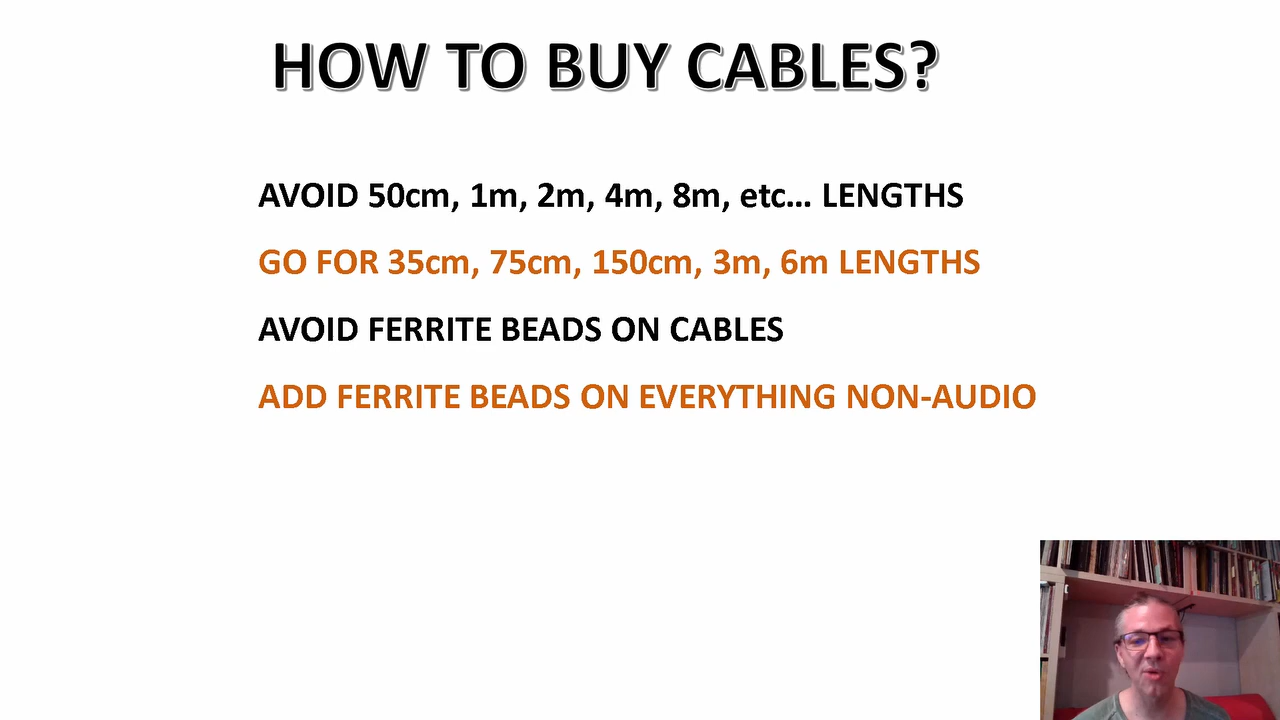 HOW TO BUY CABLES?
AVOID 50cm, 1m, 2m, 4m, 8m, etc... LENGTHS
GO FOR 35cm, 75cm, 150cm, 3m, 6m LENGTHS
AVOID FERRITE BEADS ON CABLES
ADD FERRITE BEADS ON EVERYTHING NON-AUDIO